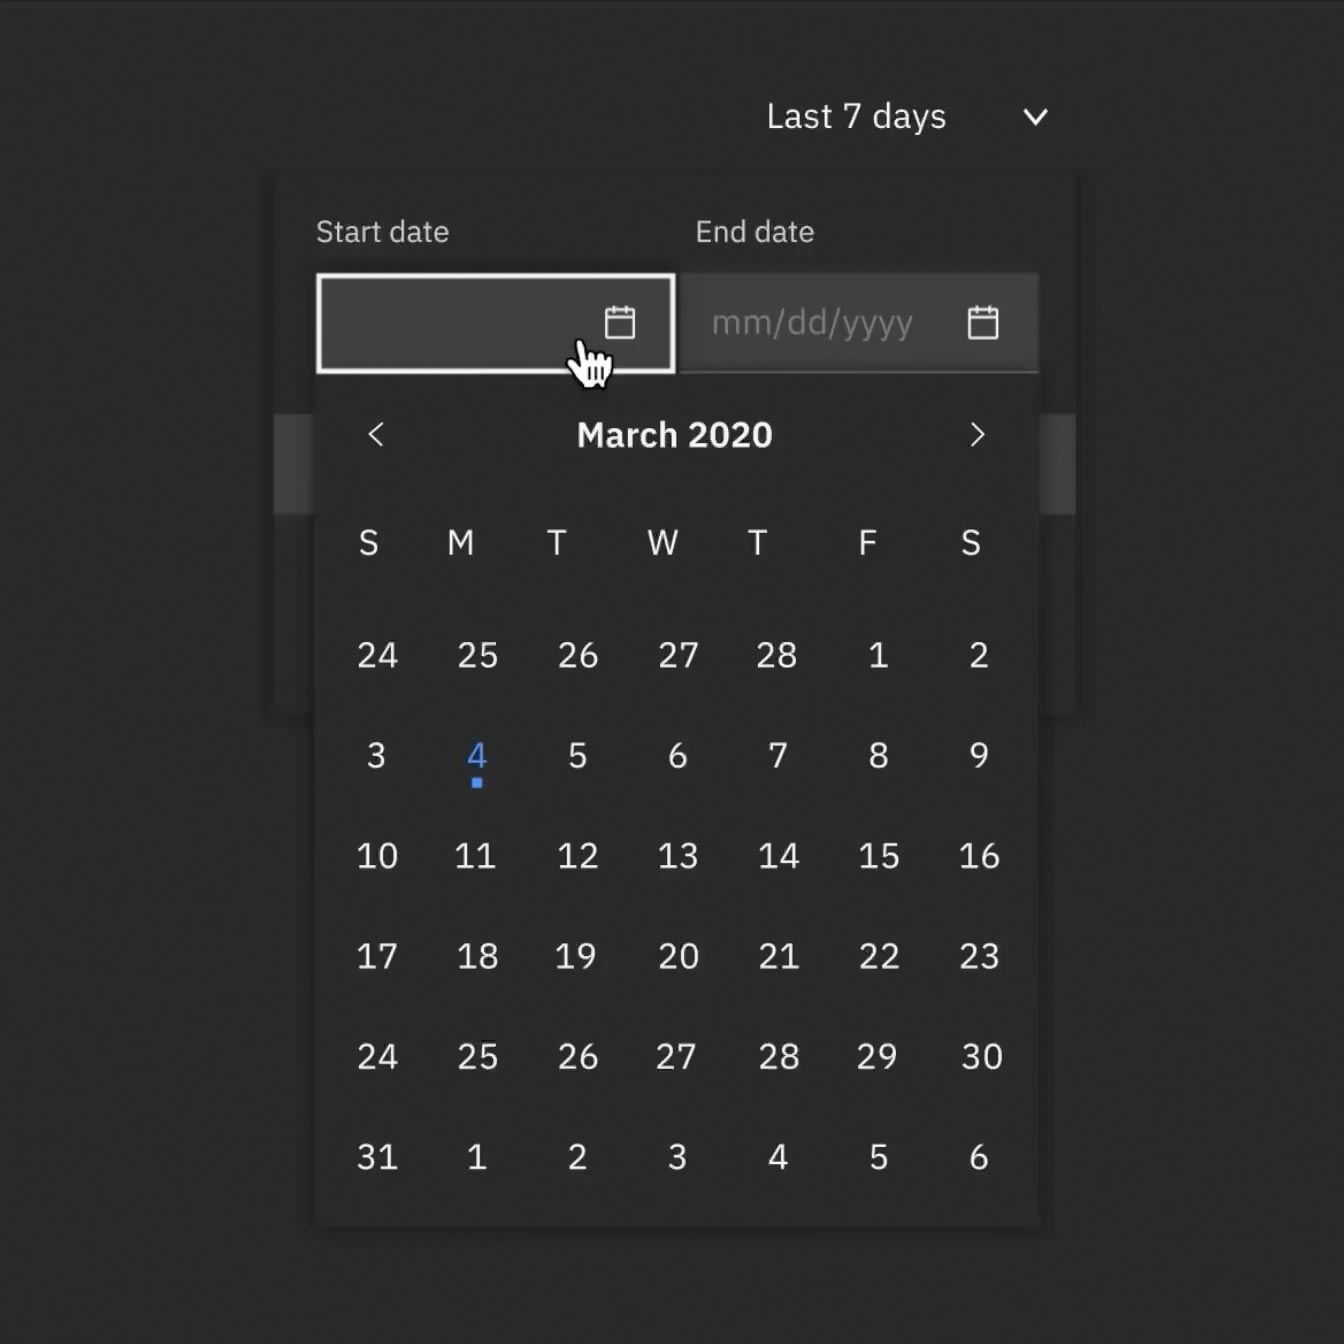 Last 7 days
Start date End date
mm/dd/yyyy
March 2020
S M T W T F S
24 25 26 27 28 1 2
3 4 5 6 7 8 9
10 11 12 13 14 15 16
17 18 19 20 21 22 23
24 25 26 27 28 29 30
31 1 2 3 4 5 6